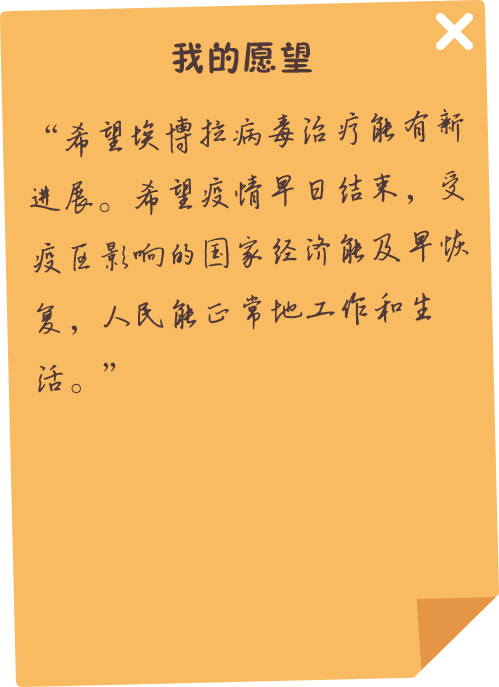 我的愿望
“希望埃博拉病毒治疗能有新
进展。希望疫情早日结束，受
疫区影响的国家经济能及早恢
复，人民能正常地工作和生
活。”